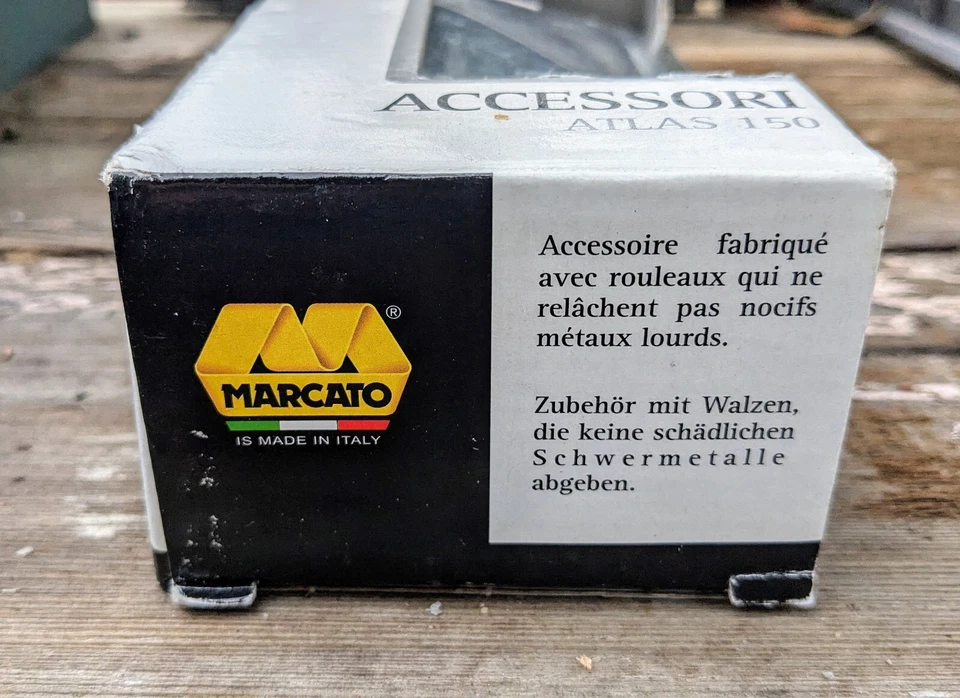 ACCESSORI
ATLAS 150
®
MARCATO
IS MADE IN ITALY
Accessoire fabriqué
avec rouleaux qui ne
relâchent pas nocifs
métaux lourds.
Zubehör mit Walzen,
die keine schädlichen
Schwermetalle
abgeben.